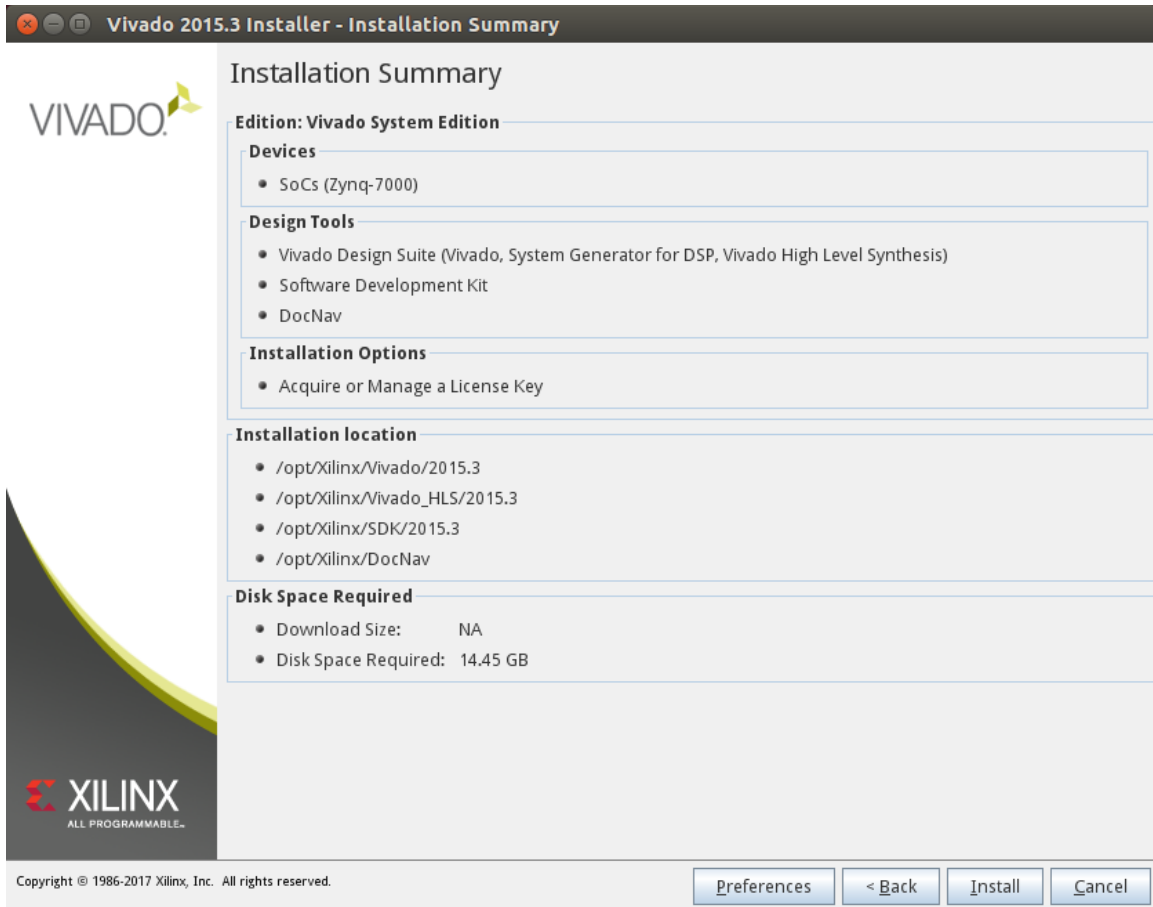 Vivado 2015.3 Installer - Installation Summary
VIVADO.
Installation Summary
Edition: Vivado System Edition
Devices
SoCs (Zynq-7000)
Design Tools
Vivado Design Suite (Vivado, System Generator for DSP, Vivado High Level Synthesis)
Software Development Kit
DocNav
Installation Options
Acquire or Manage a License Key
Installation location
/opt/Xilinx/Vivado/2015.3
/opt/Xilinx/Vivado_HLS/2015.3
/opt/Xilinx/SDK/2015.3
/opt/Xilinx/DocNav
Disk Space Required
Download Size: NA
Disk Space Required: 14.45 GB
XILINX
ALL PROGRAMMABLE™
Copyright © 1986-2017 Xilinx, Inc. All rights reserved.
Preferences < Back Install Cancel